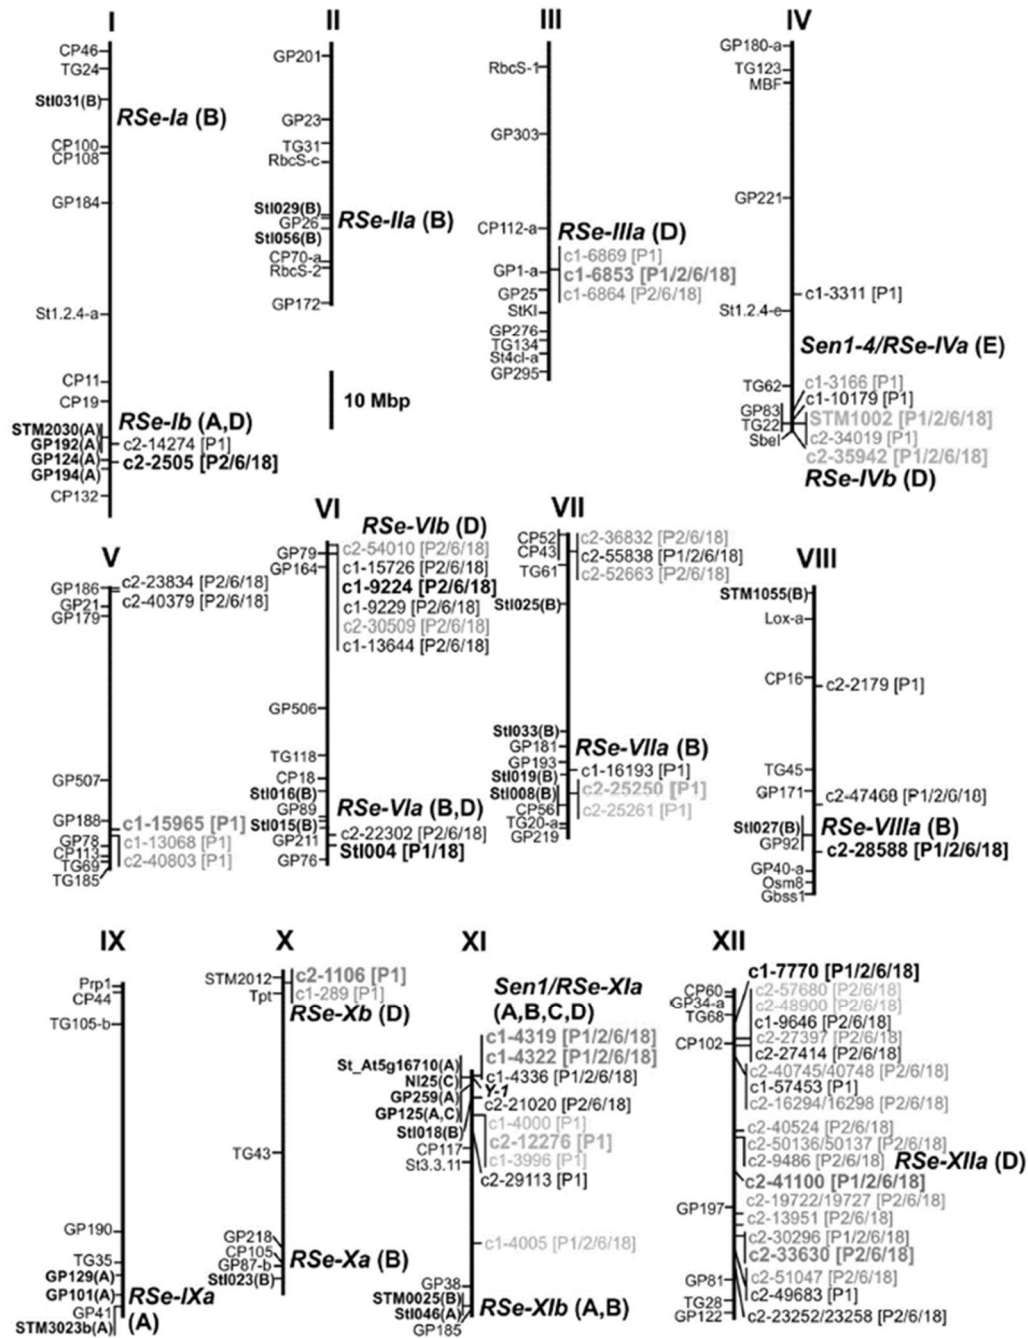 I
CP46
TG24
StI031(B)
RSe-Ia (B)
CP100
CP108
GP184
St1.2.4-a
CP11
CP19
RSe-Ib (A,D)
STM2030(A)
GP192(A)
c2-14274 [P1]
GP124(A)
c2-2505 [P2/6/18]
GP194(A)
CP132
II
GP201
GP23
TG31
RbcS-c
StI029(B)
GP26
RSe-IIa (B)
StI056(B)
CP70-a
RbcS-2
GP172
10 Mbp
III
RbcS-1
GP303
CP112-a
RSe-IIIa (D)
c1-6869 [P1]
GP1-a
c1-6853 [P1/2/6/18]
GP25
c1-6864 [P2/6/18]
StKI
GP276
TG134
St4cl-a
GP295
IV
GP180-a
TG123
MBF
GP221
c1-3311 [P1]
St1.2.4-c
Sen1-4/RSe-IVa (E)
TG62
c1-3166 [P1]
c1-10179 [P1]
GP83
STM1002 [P1/2/6/18]
TG22
SbeI
c2-34019 [P1]
c2-35942 [P1/2/6/18]
RSe-IVb (D)
V
GP186
c2-23834 [P2/6/18]
GP21
c2-40379 [P2/6/18]
GP179
GP507
GP188
c1-15965 [P1]
GP78
c1-13068 [P1]
CP113
TG69
c2-40803 [P1]
TG185
VI
RSe-VIb (D)
GP79
c2-54010 [P2/6/18]
GP164
c1-15726 [P2/6/18]
c1-9224 [P2/6/18]
c1-9229 [P2/6/18]
c2-30509 [P2/6/18]
c1-13644 [P2/6/18]
GP506
TG118
CP18
StI016(B)
GP89
RSe-VIa (B,D)
StI015(B)
c2-22302 [P2/6/18]
GP211
StI004 [P1/18]
GP76
VII
CP52
c2-36832 [P2/6/18]
CP43
c2-55838 [P1/2/6/18]
TG61
c2-52663 [P2/6/18]
StI025(B)
StI033(B)
GP181
RSe-VIIa (B)
GP193
c1-16193 [P1]
StI019(B)
StI008(B)
c2-25250 [P1]
CP56
c2-25261 [P1]
TG20-a
GP219
VIII
STM1055(B)
Lox-a
CP16
c2-2179 [P1]
TG45
GP171
c2-47468 [P1/2/6/18]
StI027(B)
RSe-VIIIa (B)
GP92
c2-28588 [P1/2/6/18]
GP40-a
Osm8
Gbss1
IX
Prp1
CP44
TG105-b
GP190
TG35
GP129(A)
GP101(A)
RSe-IXa
(A)
GP41
STM3023b(A)
X
STM2012
c2-1106 [P1]
Tpt
c1-289 [P1]
RSe-Xb (D)
TG43
GP218
CP105
RSe-Xa (B)
GP87-b
StI023(B)
XI
Sen1/RSe-XIa
(A,B,C,D)
c1-4319 [P1/2/6/18]
c1-4322 [P1/2/6/18]
St_At5g16710(A)
c1-4336 [P1/2/6/18]
Nl25(C)
Y-1
GP259(A)
c2-21020 [P2/6/18]
GP125(A,C)
c1-4000 [P1]
StI018(B)
c2-12276 [P1]
CP117
c1-3996 [P1]
St3.3.11
c2-29113 [P1]
c1-4005 [P1/2/6/18]
GP38
STM0025(B)
StI046(A)
RSe-XIb (A,B)
GP185
XII
c1-7770 [P1/2/6/18]
CP60
c2-57680 [P2/6/18]
GP34-a
c2-48900 [P2/6/18]
TG68
c1-9646 [P2/6/18]
c2-27397 [P2/6/18]
CP102
c2-27414 [P2/6/18]
c2-40745/40748 [P2/6/18]
c1-57453 [P1]
c2-16294/16298 [P2/6/18]
c2-40524 [P2/6/18]
c2-50136/50137 [P2/6/18]
c2-9486 [P2/6/18]
RSe-XIIa (D)
c2-41100 [P1/2/6/18]
c2-19722/19727 [P2/6/18]
GP197
c2-13951 [P2/6/18]
c2-30296 [P1/2/6/18]
c2-33630 [P2/6/18]
GP81
c2-51047 [P2/6/18]
c2-49683 [P1]
TG28
GP122
c2-23252/23258 [P2/6/18]